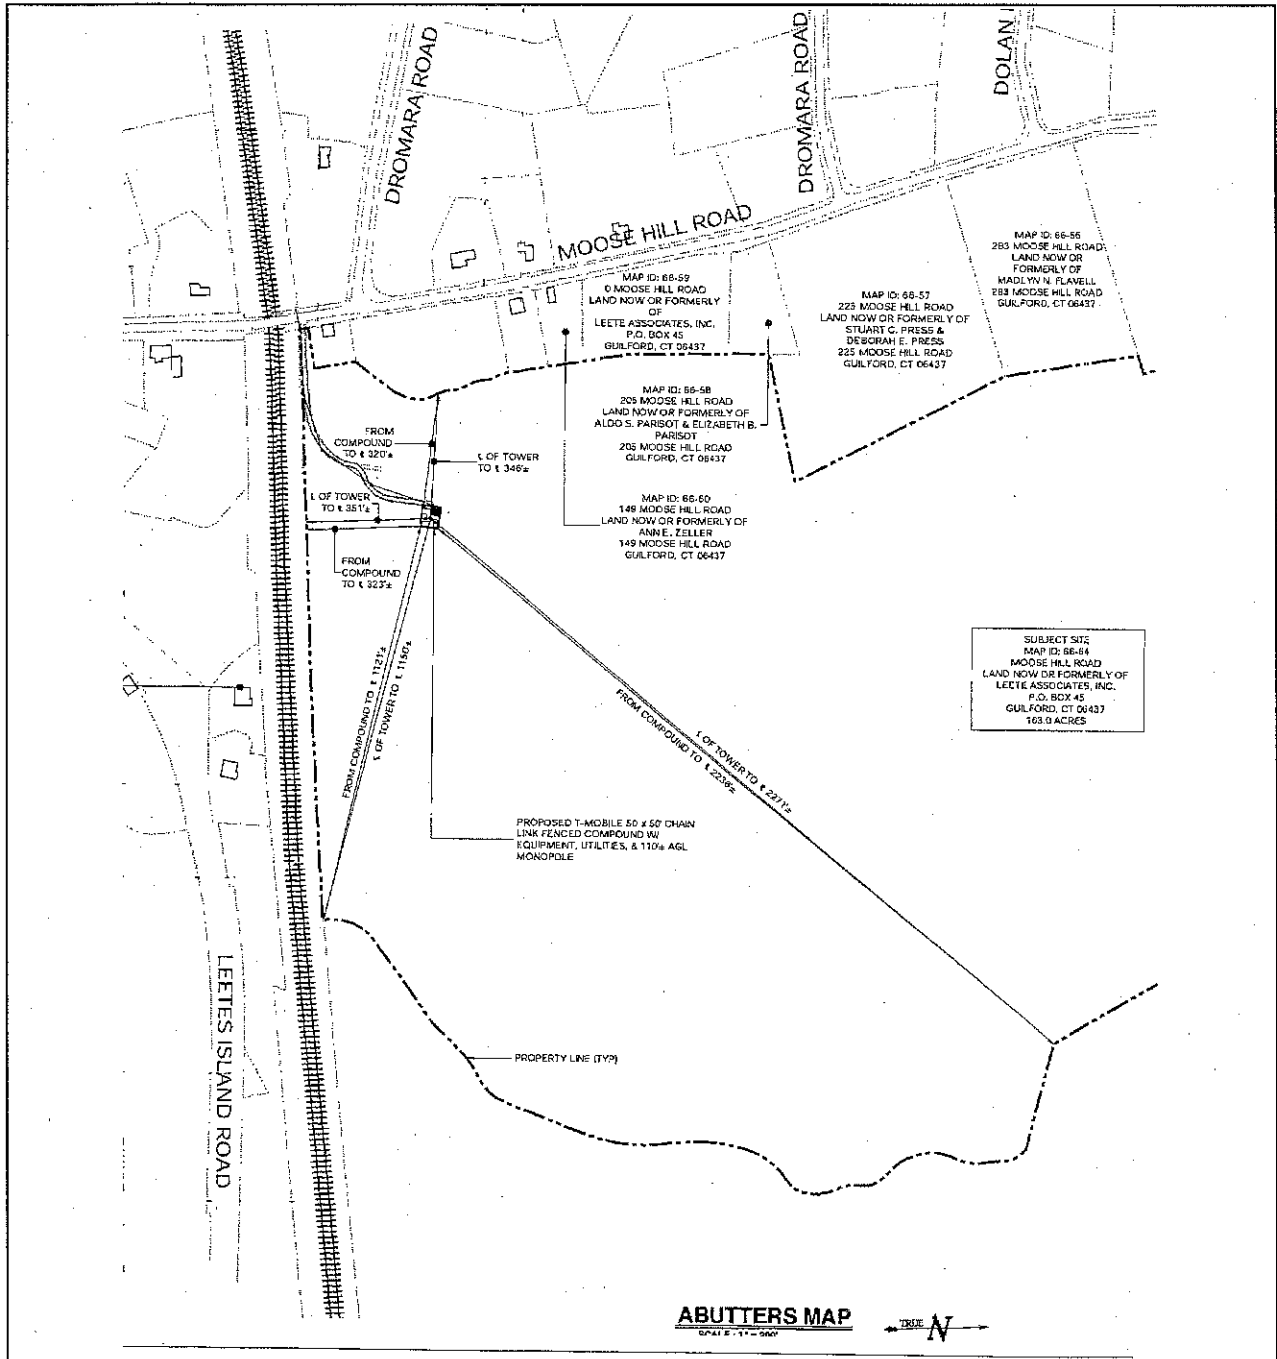 DROMARA ROAD
DROMARA ROAD
MOOSE HILL ROAD
MAP ID: 66-56
283 MOOSE HILL ROAD
LAND NOW OR
FORMERLY OF
MADLYN N. FLAVELL
283 MOOSE HILL ROAD
GUILFORD, CT 06437
MAP ID: 66-59
0 MOOSE HILL ROAD
LAND NOW OR FORMERLY
OF
LEETE ASSOCIATES, INC.
P.O. BOX 45
GUILFORD, CT 06437
MAP ID: 66-57
225 MOOSE HILL ROAD
LAND NOW OR FORMERLY OF
STUART C. PRESS &
DEBORAH E. PRESS
225 MOOSE HILL ROAD
GUILFORD, CT 06437
MAP ID: 66-58
205 MOOSE HILL ROAD
LAND NOW OR FORMERLY OF
ALDO S. PARISOT & ELIZABETH B.
PARISOT
205 MOOSE HILL ROAD
GUILFORD, CT 06437
FROM
COMPOUND
TO ℄ 320'±
℄ OF TOWER
TO ℄ 346'±
℄ OF TOWER
TO ℄ 351'±
MAP ID: 66-60
149 MOOSE HILL ROAD
LAND NOW OR FORMERLY OF
ANN E. ZELLER
149 MOOSE HILL ROAD
GUILFORD, CT 06437
FROM
COMPOUND
TO ℄ 323'±
SUBJECT SITE
MAP ID: 66-64
MOOSE HILL ROAD
LAND NOW OR FORMERLY OF
LEETE ASSOCIATES, INC.
P.O. BOX 45
GUILFORD, CT 06437
163.0 ACRES
FROM COMPOUND TO ℄ 1121'±
℄ OF TOWER TO ℄ 1150'±
℄ OF TOWER TO ℄ 2271'±
FROM COMPOUND TO ℄ 2236'±
PROPOSED T-MOBILE 50' x 50' CHAIN
LINK FENCED COMPOUND W/
EQUIPMENT, UTILITIES, & 110'± AGL
MONOPOLE
LEETES ISLAND ROAD
PROPERTY LINE (TYP)
ABUTTERS MAP
SCALE : 1" = 200'
TRUE N